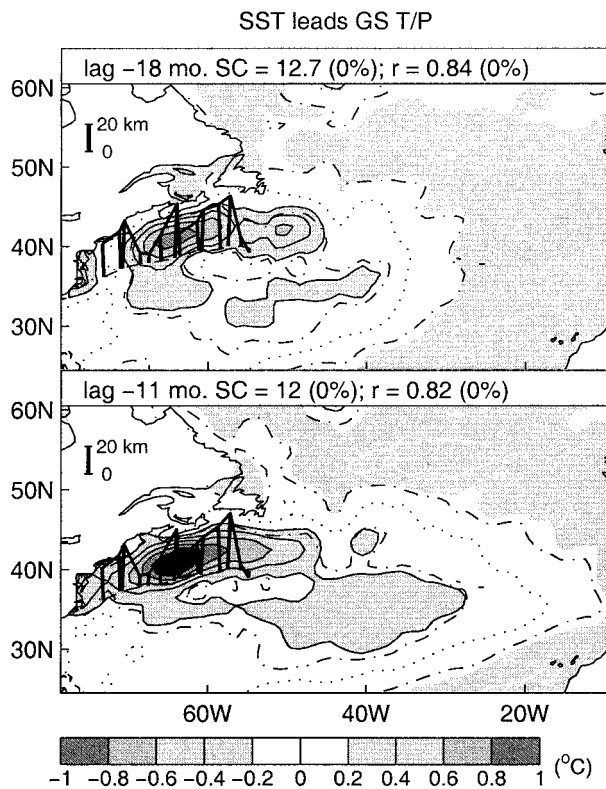 SST leads GS T/P
lag -18 mo. SC = 12.7 (0%); r = 0.84 (0%)
60N
20 km
0
50N
40N
30N
lag -11 mo. SC = 12 (0%); r = 0.82 (0%)
60N
20 km
0
50N
40N
30N
60W 40W 20W
-1 -0.8 -0.6 -0.4 -0.2 0 0.2 0.4 0.6 0.8 1 (°C)